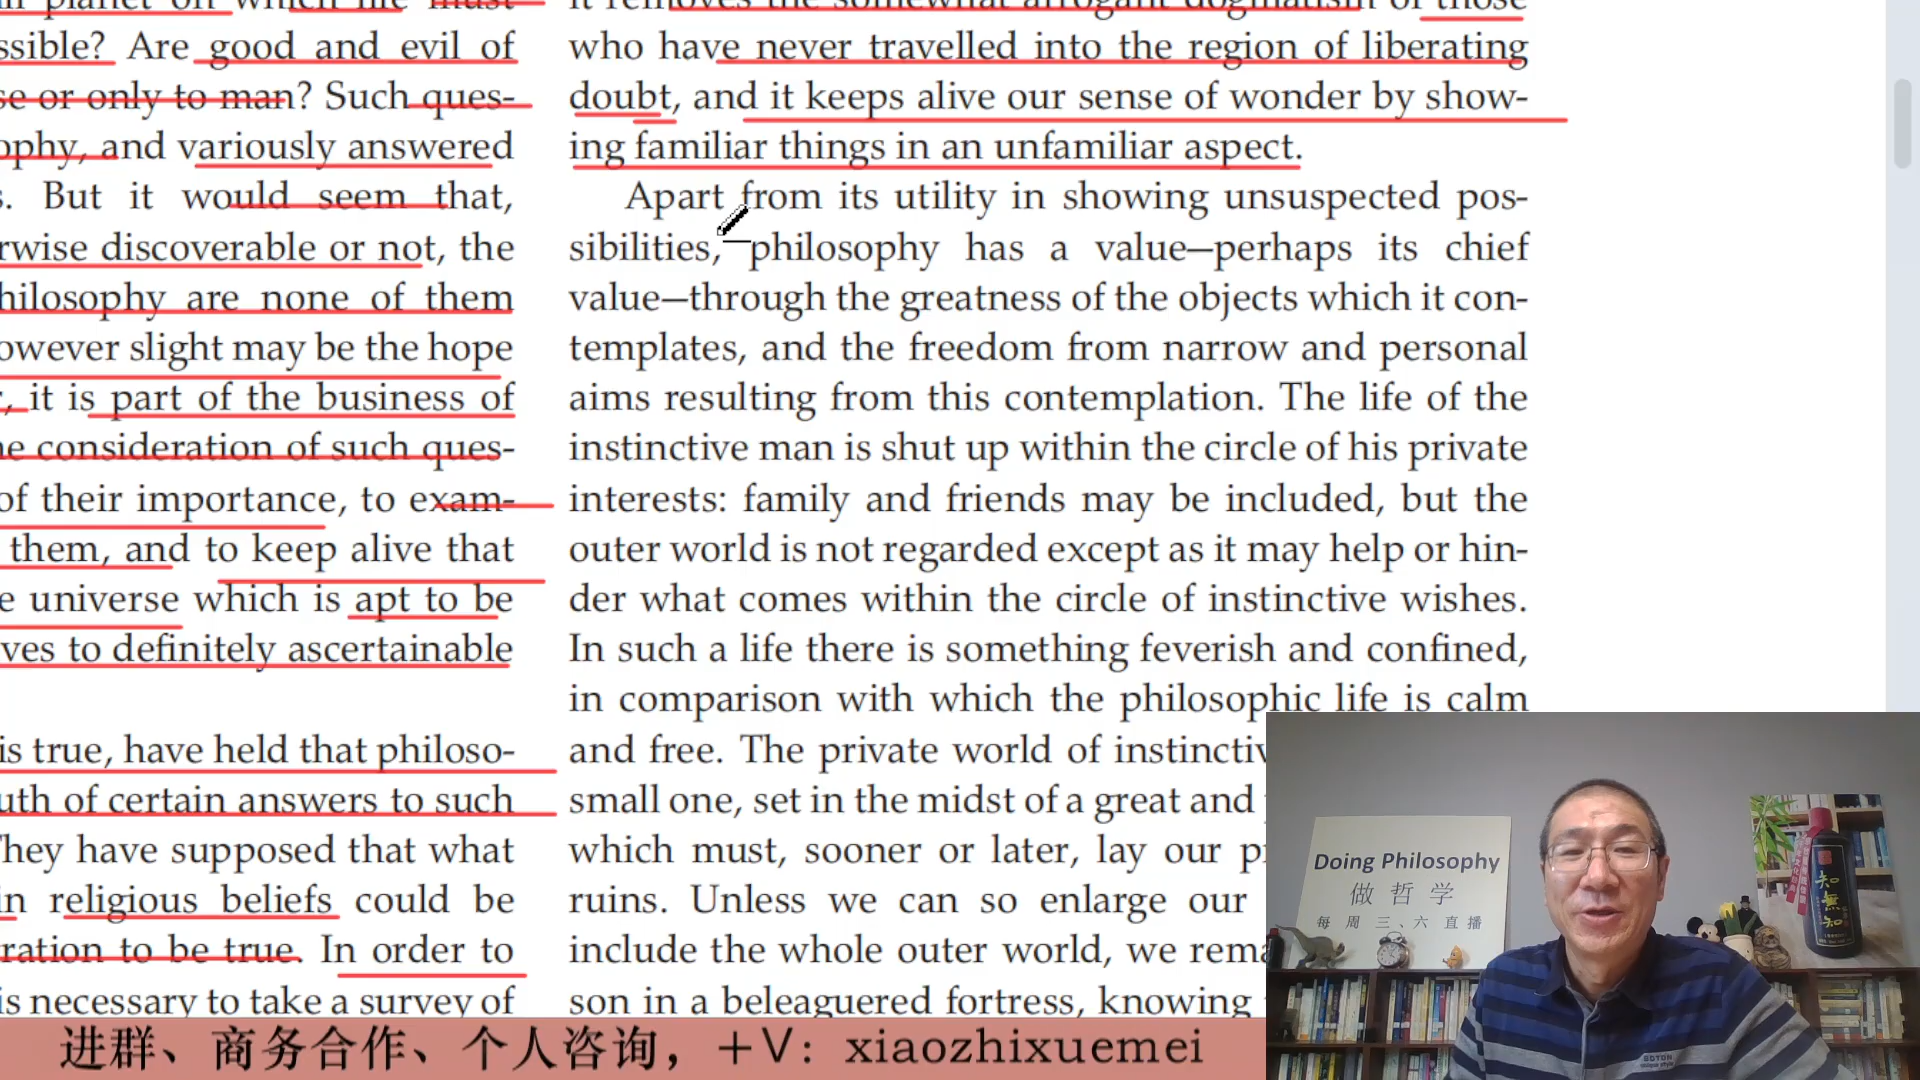 ssible? Are good and evil of
se or only to man? Such ques-
ophy, and variously answered
s. But it would seem that,
rwise discoverable or not, the
hilosophy are none of them
owever slight may be the hope
r, it is part of the business of
he consideration of such ques-
of their importance, to exam-
them, and to keep alive that
e universe which is apt to be
ves to definitely ascertainable
is true, have held that philoso-
uth of certain answers to such
They have supposed that what
in religious beliefs could be
ration to be true. In order to
is necessary to take a survey of
it removes the somewhat arrogant dogmatism of those
who have never travelled into the region of liberating
doubt, and it keeps alive our sense of wonder by show-
ing familiar things in an unfamiliar aspect.
Apart from its utility in showing unsuspected pos-
sibilities, philosophy has a value—perhaps its chief
value—through the greatness of the objects which it con-
templates, and the freedom from narrow and personal
aims resulting from this contemplation. The life of the
instinctive man is shut up within the circle of his private
interests: family and friends may be included, but the
outer world is not regarded except as it may help or hin-
der what comes within the circle of instinctive wishes.
In such a life there is something feverish and confined,
in comparison with which the philosophic life is calm
and free. The private world of instinctiv
small one, set in the midst of a great and
which must, sooner or later, lay our p
ruins. Unless we can so enlarge our
include the whole outer world, we rema
son in a beleaguered fortress, knowing
Doing Philosophy
做哲学
每周三、六直播
知無知
进群、商务合作、个人咨询，+V：xiaozhixuemei